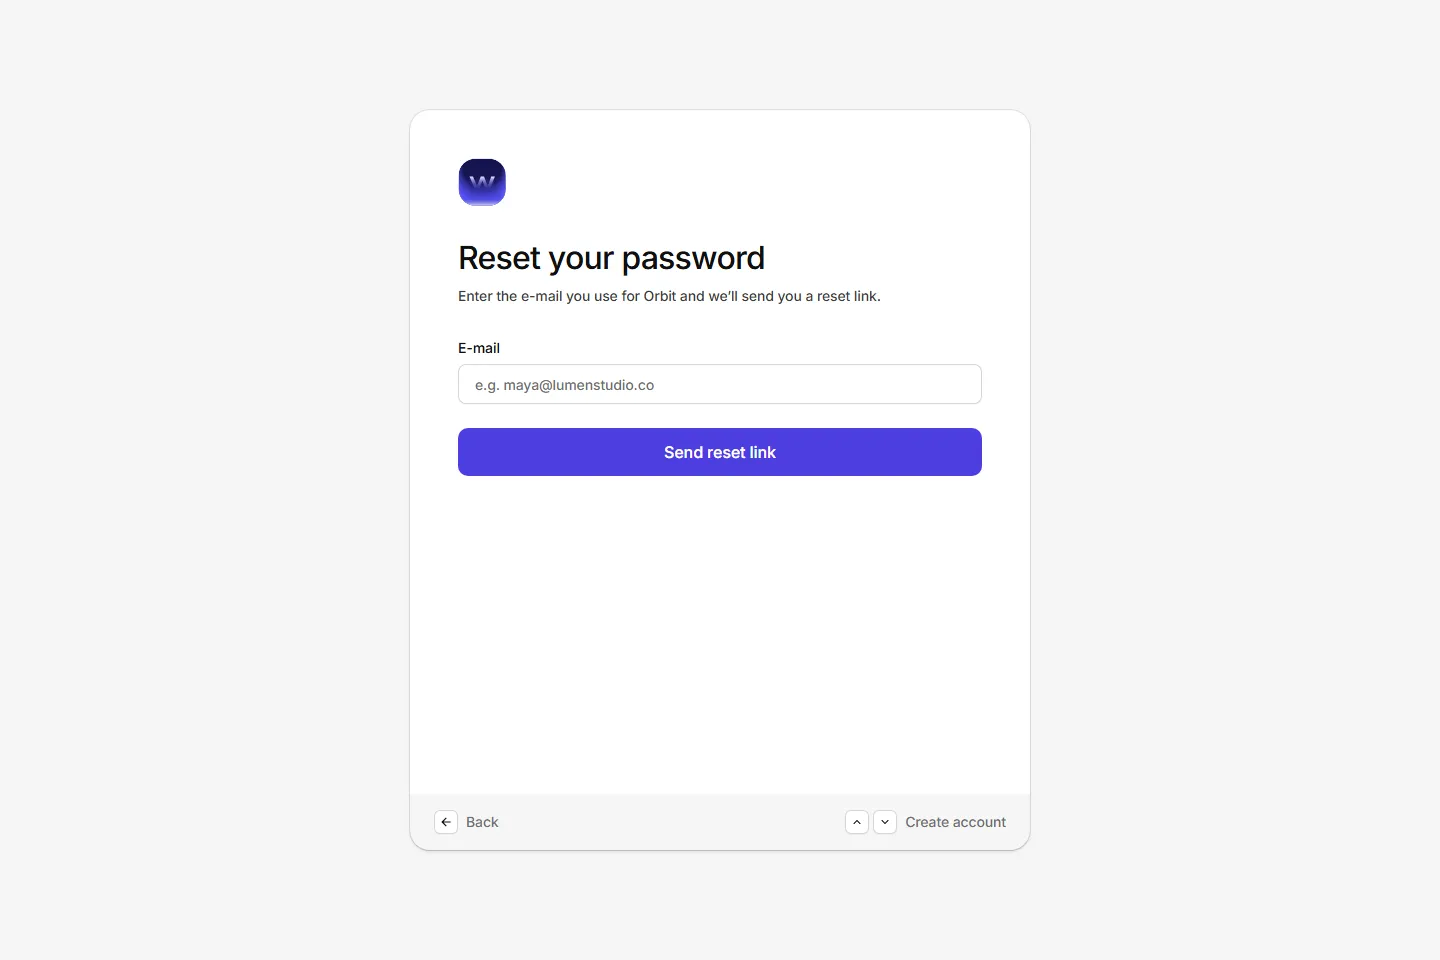 W
Reset your password
Enter the e-mail you use for Orbit and we’ll send you a reset link.
E-mail
e.g. maya@lumenstudio.co
Send reset link
Back
Create account